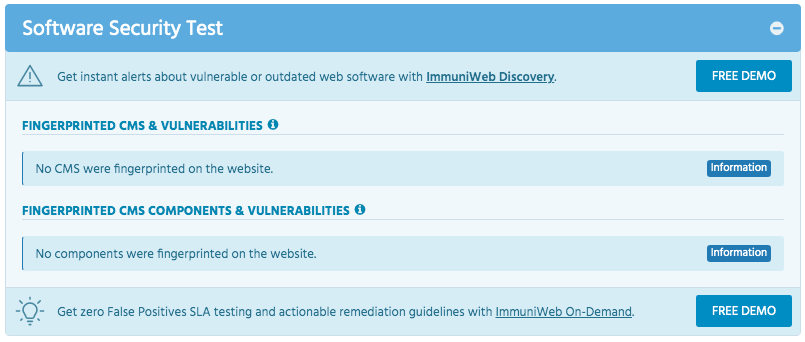 Software Security Test
Get instant alerts about vulnerable or outdated web software with ImmuniWeb Discovery.
FREE DEMO
FINGERPRINTED CMS & VULNERABILITIES
No CMS were fingerprinted on the website.
Information
FINGERPRINTED CMS COMPONENTS & VULNERABILITIES
No components were fingerprinted on the website.
Information
Get zero False Positives SLA testing and actionable remediation guidelines with ImmuniWeb On-Demand.
FREE DEMO